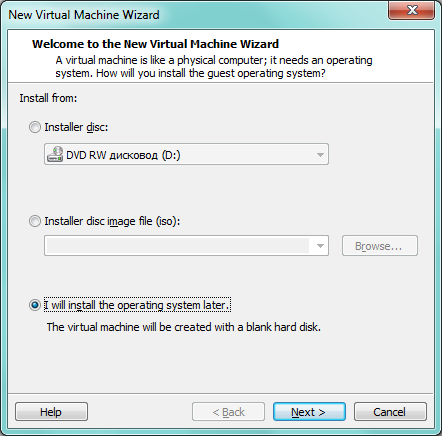 New Virtual Machine Wizard
Welcome to the New Virtual Machine Wizard
A virtual machine is like a physical computer; it needs an operating
system. How will you install the guest operating system?
Install from:
Installer disc:
DVD RW дисковод (D:)
Installer disc image file (iso):
Browse...
I will install the operating system later.
The virtual machine will be created with a blank hard disk.
Help
< Back
Next >
Cancel